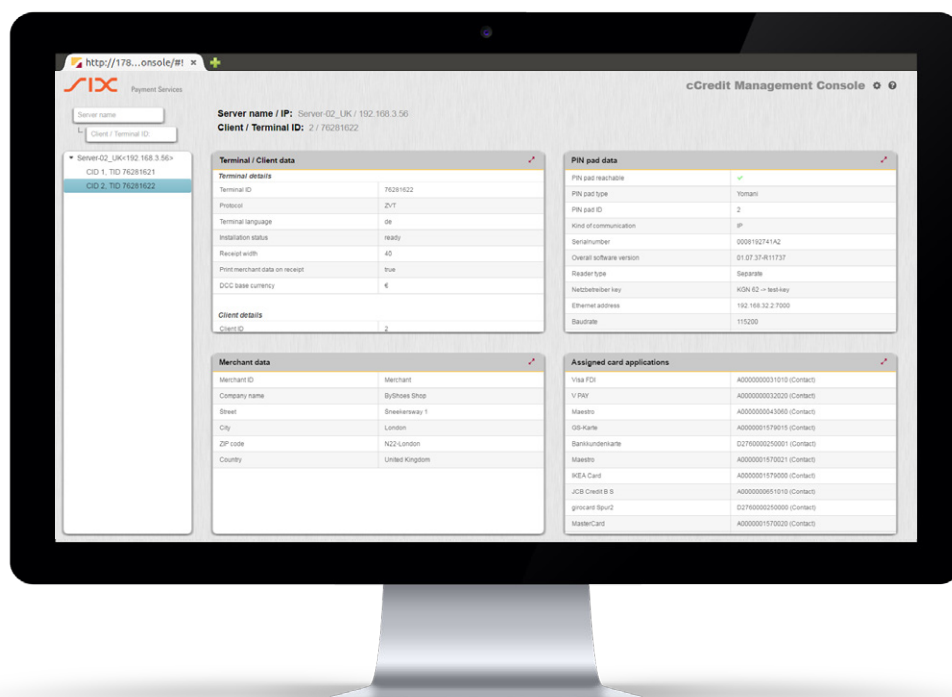 http://178...onsole/#!
SIX Payment Services
cCredit Management Console
Server name
Client / Terminal ID
Server name / IP: Server-02_UK / 192.168.3.56
Client / Terminal ID: 2 / 76281622
Server-02_UK<192.168.3.56>
CID 1, TID 76281621
CID 2, TID 76281622
Terminal / Client data
Terminal details
Terminal ID 76281622
Protocol ZVT
Terminal language de
Installation status ready
Receipt width 40
Print merchant data on receipt true
DCC base currency €
Client details
Client ID 2
PIN pad data
PIN pad reachable
PIN pad type Yomani
PIN pad ID 2
Kind of communication IP
Serialnumber 0008192741A2
Overall software version 01.07.37-R11737
Reader type Separate
Netzbetreiber key KGN 62 -> test-key
Ethernet address 192.168.32.2:7000
Baudrate 115200
Merchant data
Merchant ID Merchant
Company name ByShoes Shop
Street Sneekersway 1
City London
ZIP code N22-London
Country United Kingdom
Assigned card applications
Visa FDI A0000000031010 (Contact)
V PAY A0000000032020 (Contact)
Maestro A0000000043060 (Contact)
GS-Karte A0000001579015 (Contact)
Bankkundenkarte D2760000250001 (Contact)
Maestro A0000001570021 (Contact)
IKEA Card A0000001579000 (Contact)
JCB Credit B S A0000000651010 (Contact)
girocard Spur2 D2760000250000 (Contact)
MasterCard A0000001570020 (Contact)